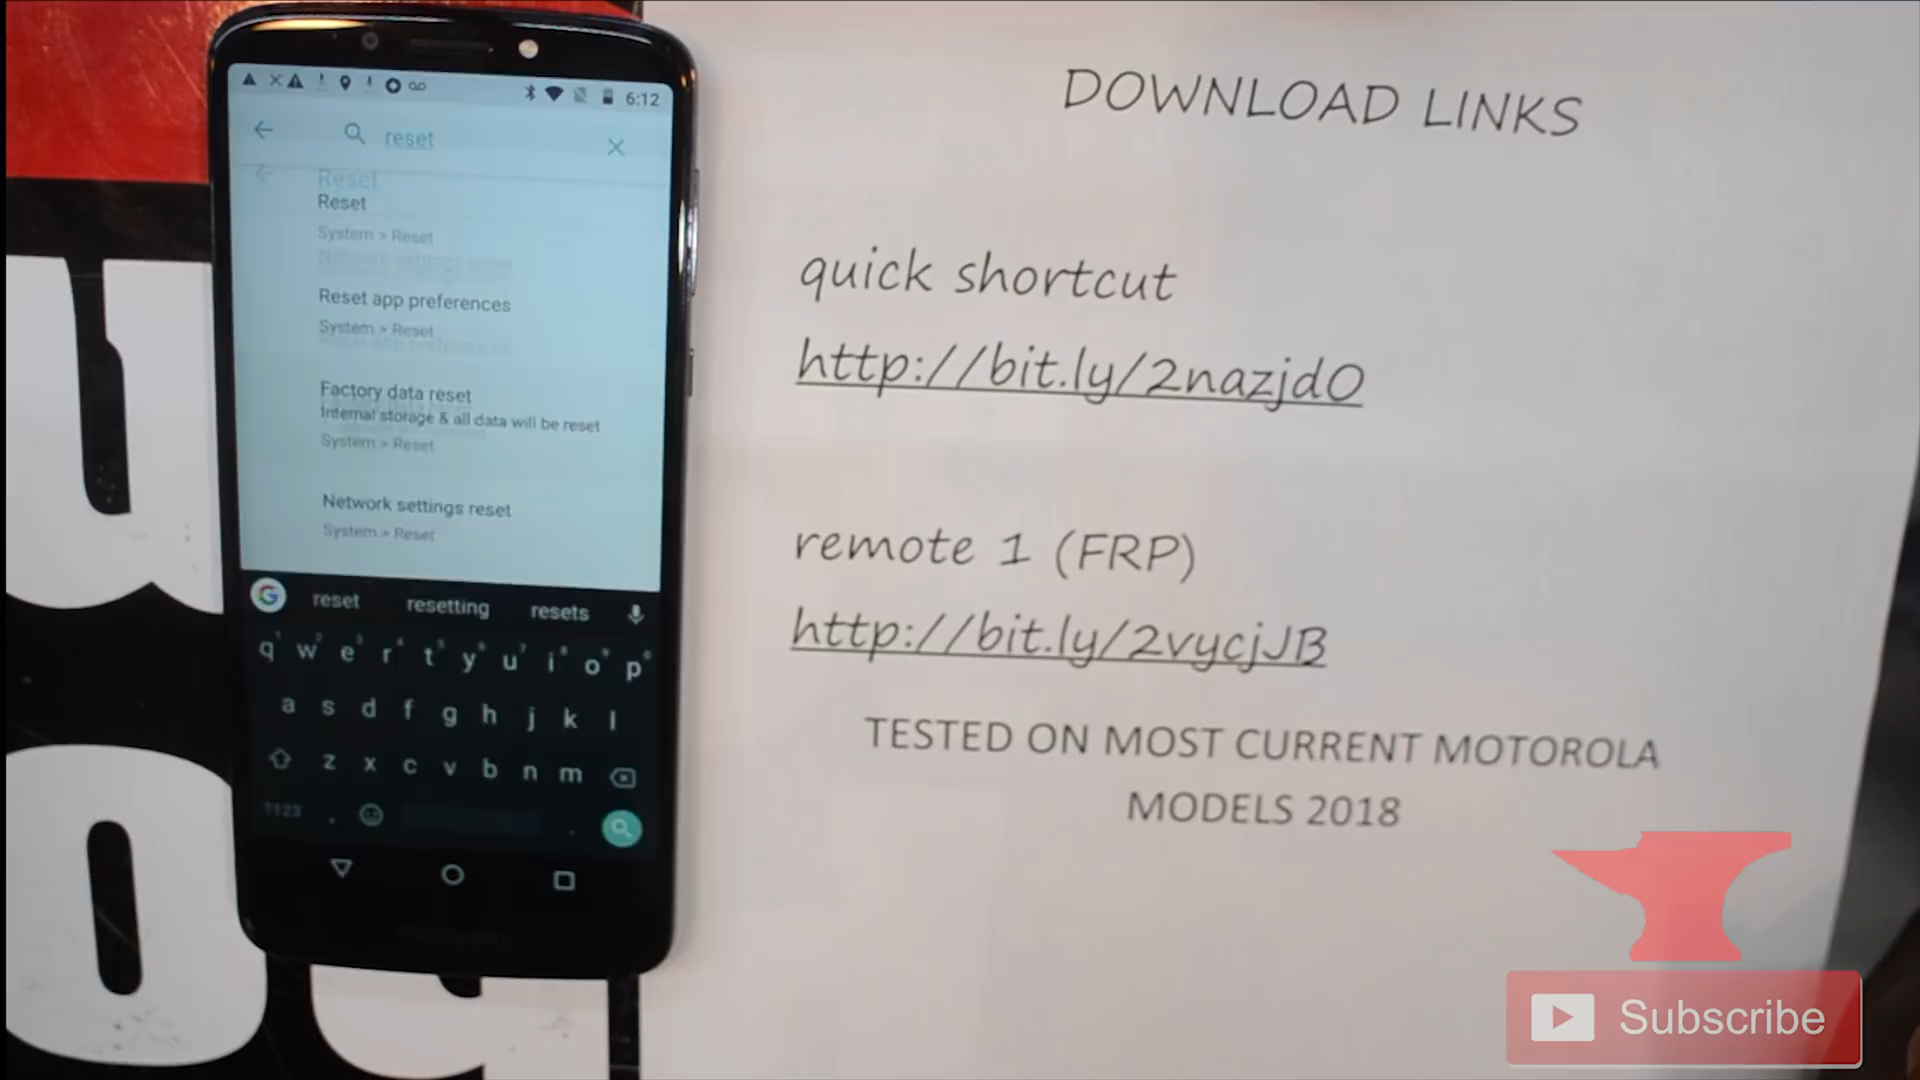 6:12
reset
Reset
Reset
System > Reset
Reset app preferences
System > Reset
Factory data reset
Internal storage & all data will be reset
System > Reset
Network settings reset
System > Reset
reset resetting resets
q w e r t y u i o p
a s d f g h j k l
z x c v b n m
?123 , .
DOWNLOAD LINKS
quick shortcut
http://bit.ly/2nazjdO
remote 1 (FRP)
http://bit.ly/2vycjJB
TESTED ON MOST CURRENT MOTOROLA
MODELS 2018
Subscribe